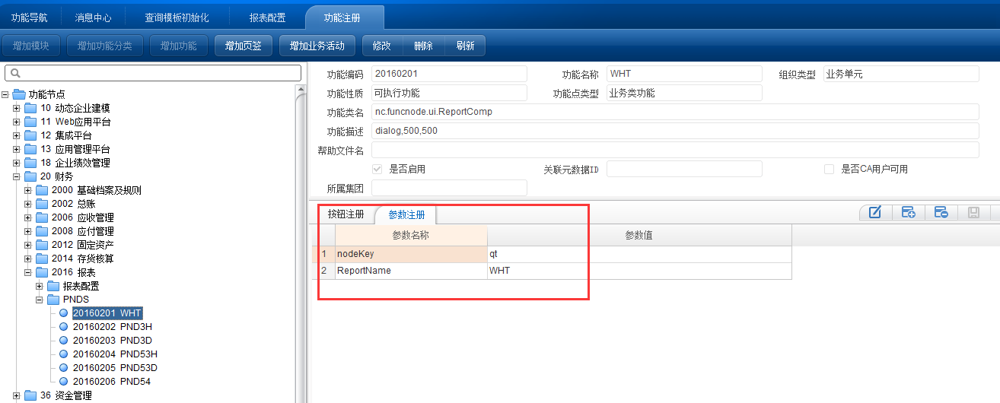 功能导航 消息中心 查询模板初始化 报表配置 功能注册
增加模块 增加功能分类 增加功能 增加页签 增加业务活动 修改 删除 刷新
功能编码 20160201 功能名称 WHT 组织类型 业务单元
功能性质 可执行功能 功能点类型 业务类功能
功能类名 nc.funcnode.ui.ReportComp
功能描述 dialog,500,500
帮助文件名
是否启用 关联元数据ID 是否CA用户可用
所属集团
功能节点
10 动态企业建模
11 Web应用平台
12 集成平台
13 应用管理平台
18 企业绩效管理
20 财务
2000 基础档案及规则
2002 总账
2006 应收管理
2008 应付管理
2012 固定资产
2014 存货核算
2016 报表
报表配置
PNDS
20160201 WHT
20160202 PND3H
20160203 PND3D
20160204 PND53H
20160205 PND53D
20160206 PND54
36 资金管理
按钮注册 参数注册
参数名称 参数值
1 nodeKey qt
2 ReportName WHT